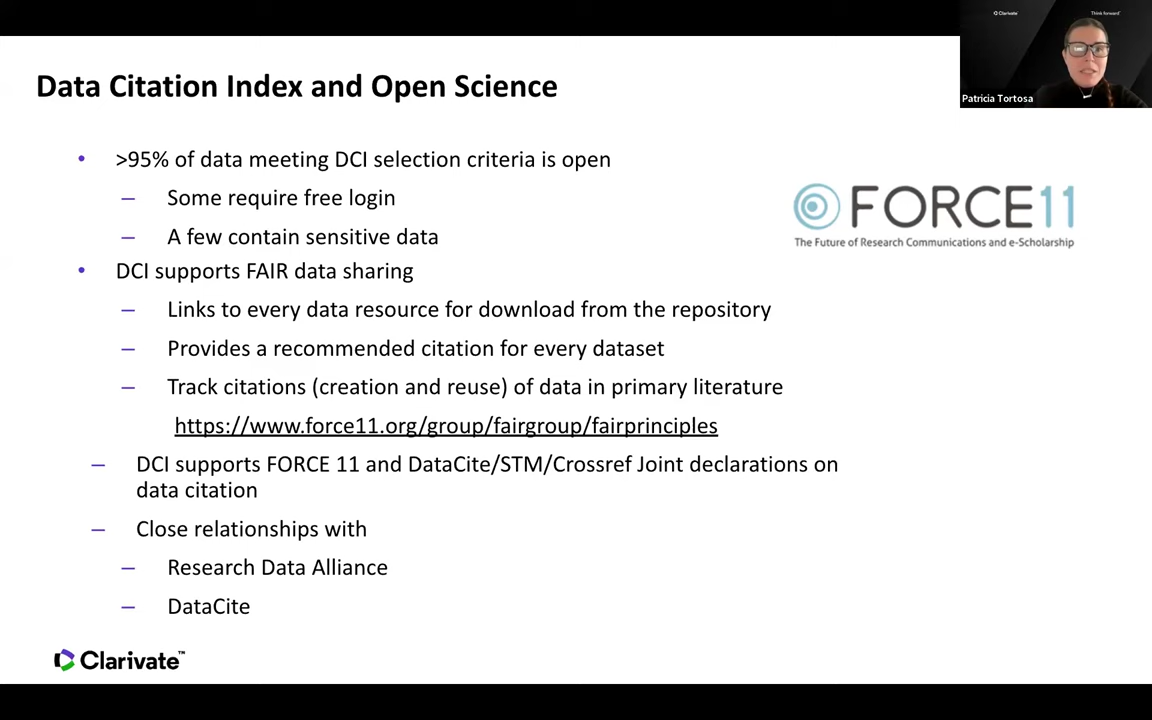 Clarivate
Think forward™
Patricia Tortosa
Data Citation Index and Open Science
• >95% of data meeting DCI selection criteria is open
– Some require free login
– A few contain sensitive data
FORCE11
The Future of Research Communications and e-Scholarship
• DCI supports FAIR data sharing
– Links to every data resource for download from the repository
– Provides a recommended citation for every dataset
– Track citations (creation and reuse) of data in primary literature
https://www.force11.org/group/fairgroup/fairprinciples
– DCI supports FORCE 11 and DataCite/STM/Crossref Joint declarations on
data citation
– Close relationships with
– Research Data Alliance
– DataCite
Clarivate™